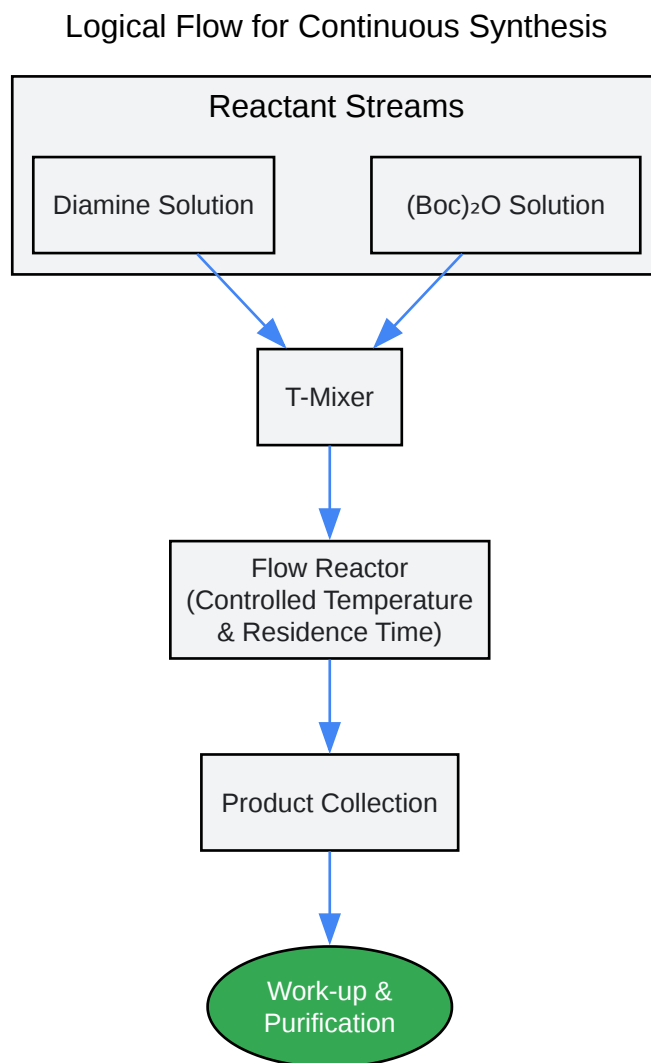 Logical Flow for Continuous Synthesis
Reactant Streams
Diamine Solution
(Boc)₂O Solution
T-Mixer
Flow Reactor
(Controlled Temperature
& Residence Time)
Product Collection
Work-up &
Purification